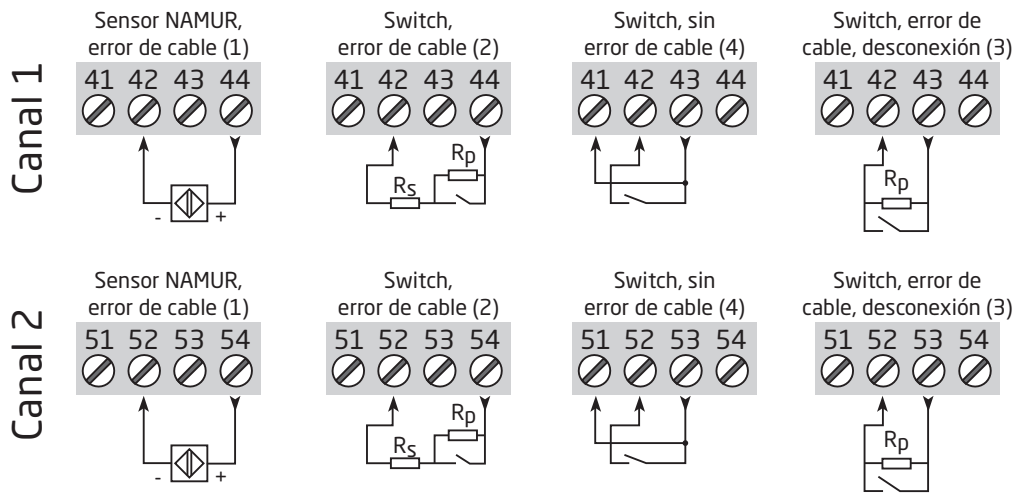 Canal 1
Sensor NAMUR,
error de cable (1)
41 42 43 44
- +
Switch,
error de cable (2)
41 42 43 44
Rp
Rs
Switch, sin
error de cable (4)
41 42 43 44
Switch, error de
cable, desconexión (3)
41 42 43 44
Rp
Canal 2
Sensor NAMUR,
error de cable (1)
51 52 53 54
- +
Switch,
error de cable (2)
51 52 53 54
Rp
Rs
Switch, sin
error de cable (4)
51 52 53 54
Switch, error de
cable, desconexión (3)
51 52 53 54
Rp